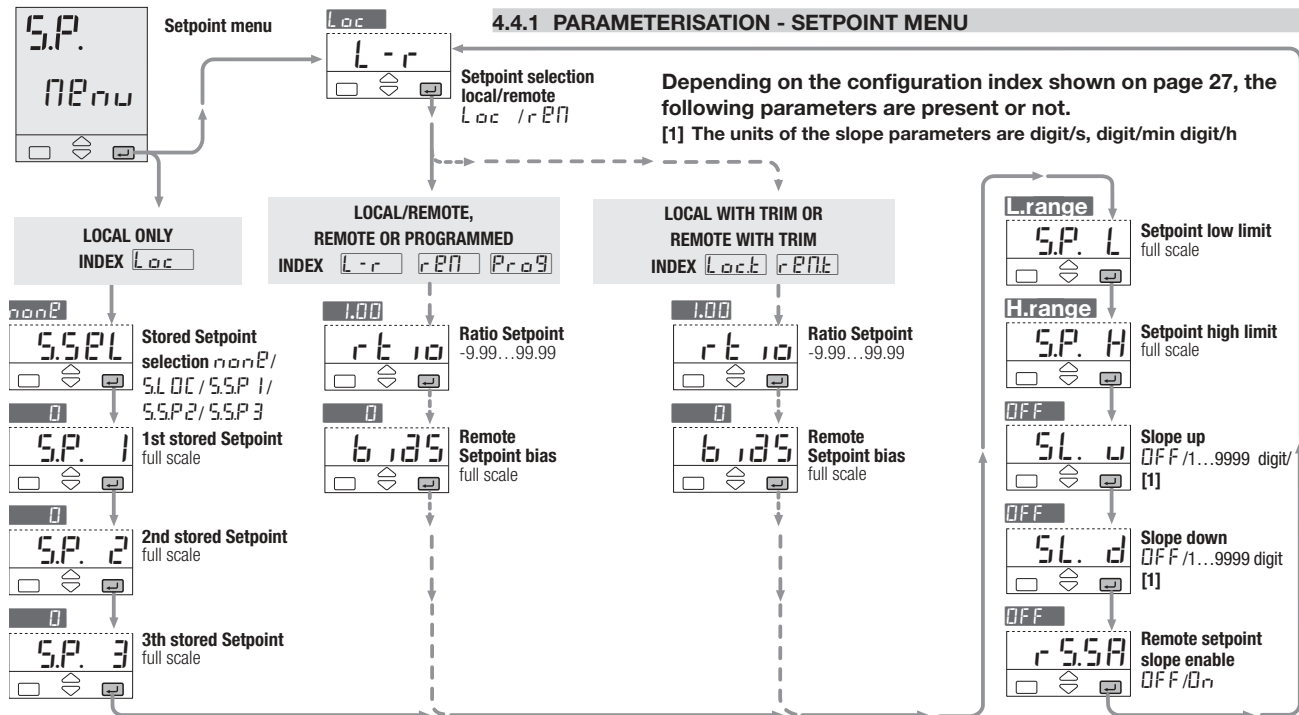 4.4.1 PARAMETERISATION - SETPOINT MENU
S.P.
MEnu
Setpoint menu
Loc
L-r
Setpoint selection
local/remote
Loc /rEM
Depending on the configuration index shown on page 27, the
following parameters are present or not.
[1] The units of the slope parameters are digit/s, digit/min digit/h
LOCAL ONLY
INDEX Loc
nonE
S.SEL
Stored Setpoint
selection nonE/
S.LOC/S.S.P 1/
S.S.P2/S.S.P3
0
S.P. 1
1st stored Setpoint
full scale
0
S.P. 2
2nd stored Setpoint
full scale
0
S.P. 3
3th stored Setpoint
full scale
LOCAL/REMOTE,
REMOTE OR PROGRAMMED
INDEX L-r rEM Prog
1.00
rtio
Ratio Setpoint
-9.99…99.99
0
biaS
Remote
Setpoint bias
full scale
LOCAL WITH TRIM OR
REMOTE WITH TRIM
INDEX Loc.t rEM.t
1.00
rtio
Ratio Setpoint
-9.99…99.99
0
biaS
Remote
Setpoint bias
full scale
L.range
S.P. L
Setpoint low limit
full scale
H.range
S.P. H
Setpoint high limit
full scale
OFF
SL. u
Slope up
OFF/1…9999 digit/
[1]
OFF
SL. d
Slope down
OFF/1…9999 digit
[1]
OFF
rS.SA
Remote setpoint
slope enable
OFF/On